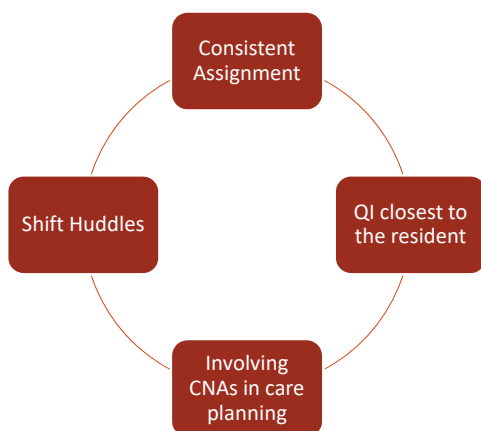 Consistent
Assignment
QI closest to
the resident
Involving
CNAs in care
planning
Shift Huddles